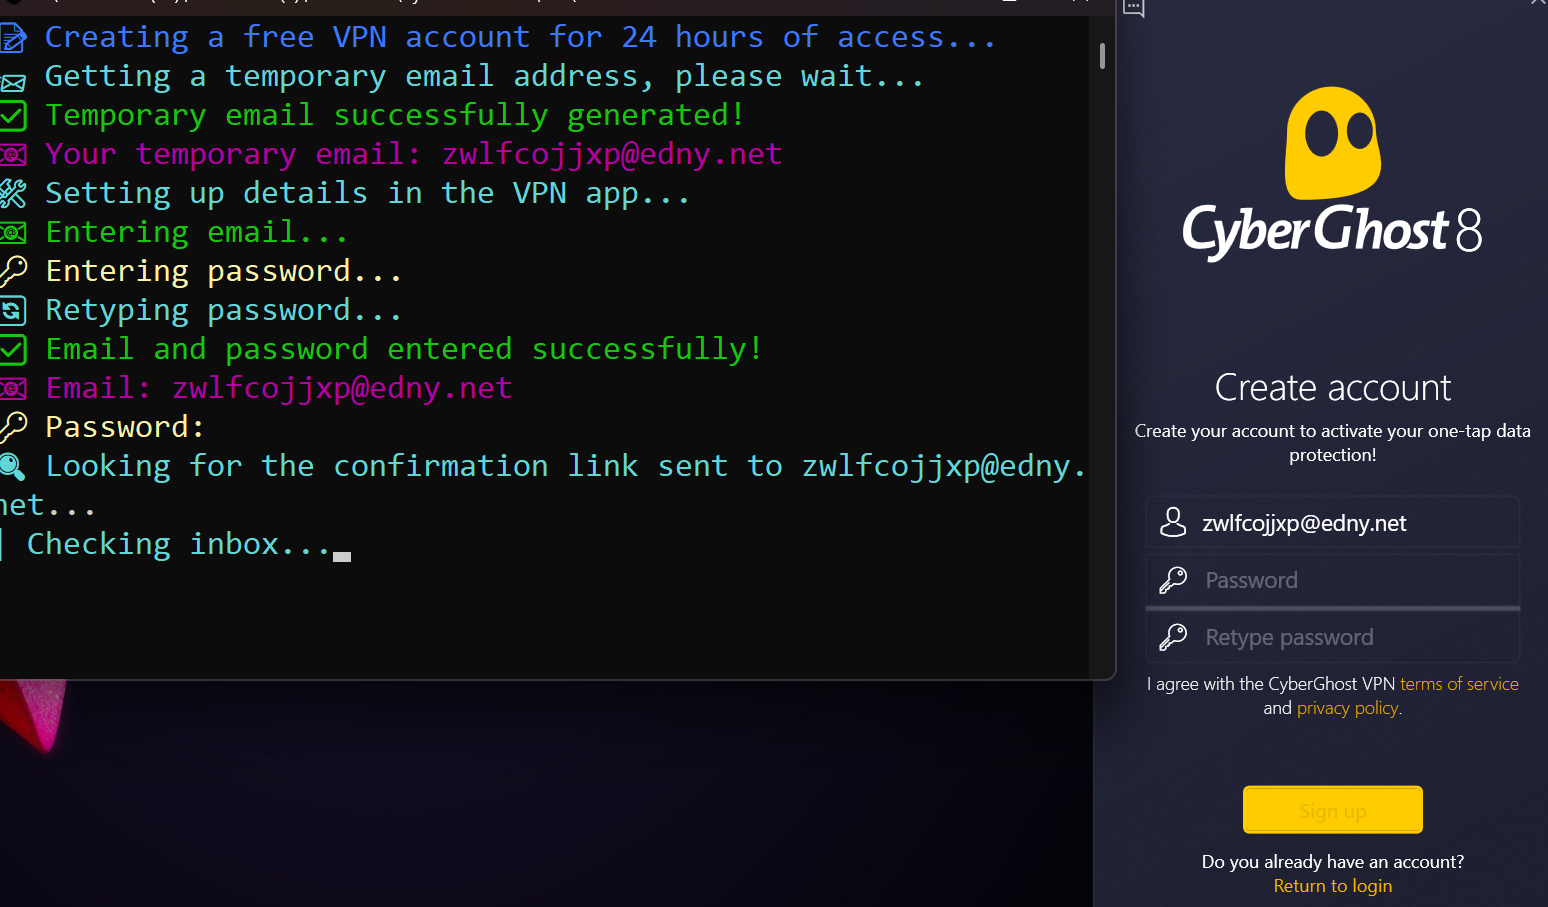 Creating a free VPN account for 24 hours of access...
Getting a temporary email address, please wait...
Temporary email successfully generated!
Your temporary email: zwlfcojjxp@edny.net
Setting up details in the VPN app...
Entering email...
Entering password...
Retyping password...
Email and password entered successfully!
Email: zwlfcojjxp@edny.net
Password:
Looking for the confirmation link sent to zwlfcojjxp@edny.
net...
| Checking inbox...
CyberGhost 8
Create account
Create your account to activate your one-tap data
protection!
zwlfcojjxp@edny.net
Password
Retype password
I agree with the CyberGhost VPN terms of service
and privacy policy.
Sign up
Do you already have an account?
Return to login